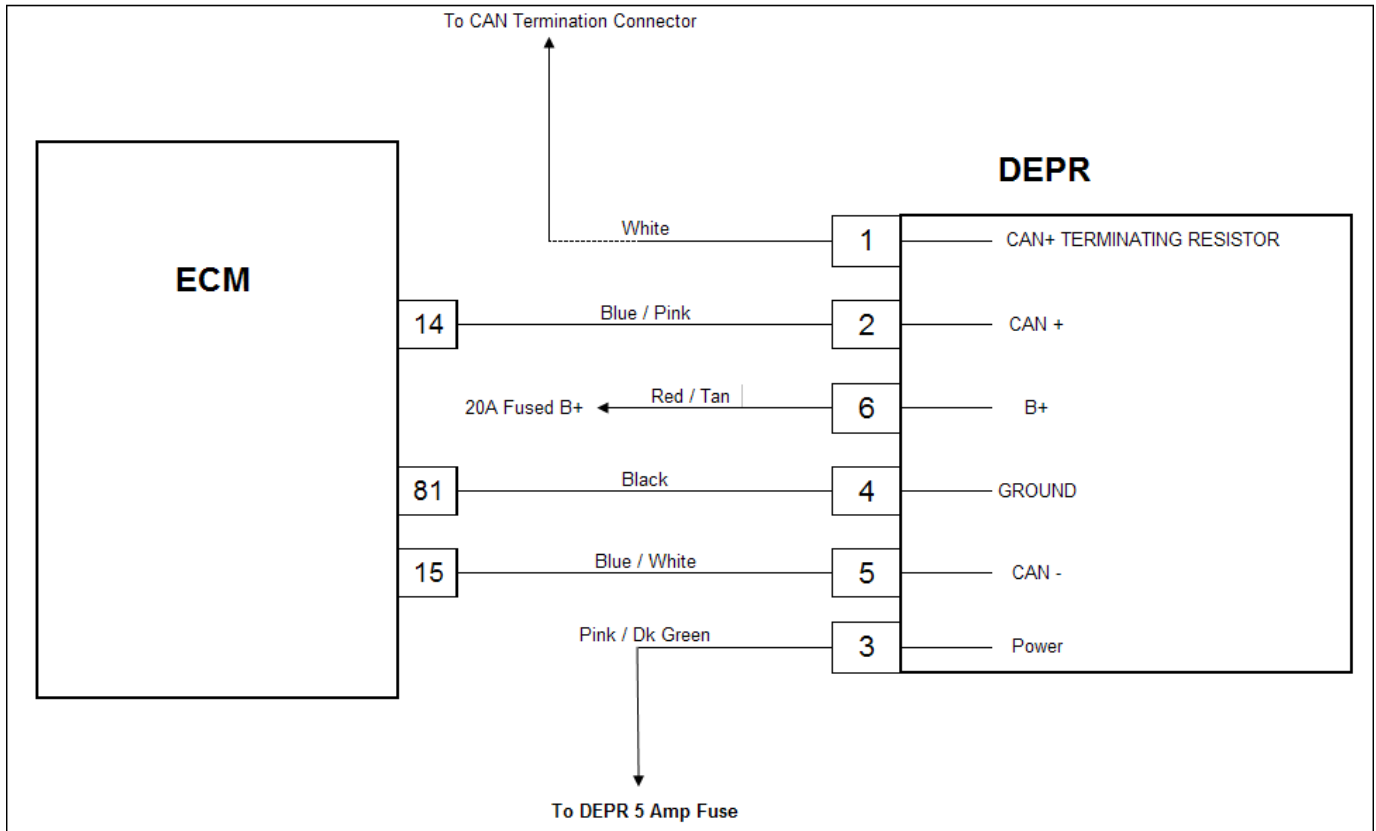 To CAN Termination Connector
DEPR
White
1
CAN+ TERMINATING RESISTOR
ECM
14
Blue / Pink
2
CAN +
20A Fused B+
Red / Tan
6
B+
81
Black
4
GROUND
15
Blue / White
5
CAN -
Pink / Dk Green
3
Power
To DEPR 5 Amp Fuse